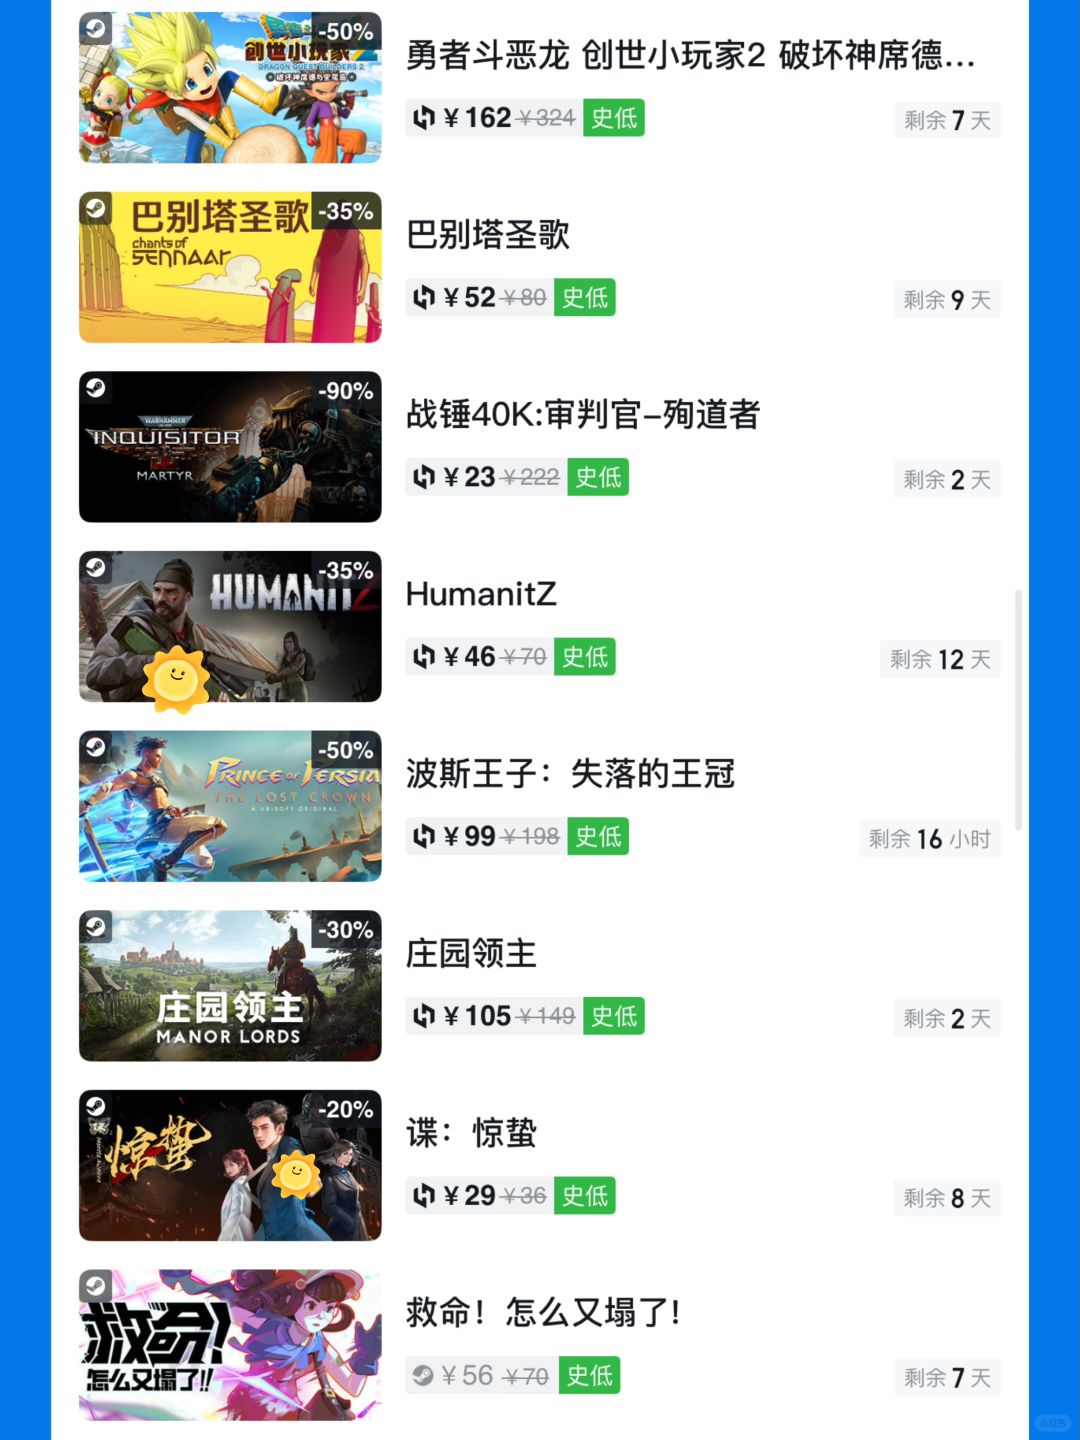 -50%
创世小玩家2
DRAGON QUEST BUILDERS 2
破坏神席德与空荡岛
勇者斗恶龙 创世小玩家2 破坏神席德...
¥162 ¥324 史低
剩余 7 天
-35%
巴别塔圣歌
chants of
SENNAAR
巴别塔圣歌
¥52 ¥80 史低
剩余 9 天
-90%
WARHAMMER
INQUISITOR
MARTYR
战锤40K:审判官-殉道者
¥23 ¥222 史低
剩余 2 天
-35%
HUMANITZ
HumanitZ
¥46 ¥70 史低
剩余 12 天
-50%
PRINCE OF PERSIA
THE LOST CROWN
A UBISOFT ORIGINAL
波斯王子：失落的王冠
¥99 ¥198 史低
剩余 16 小时
-30%
庄园领主
MANOR LORDS
庄园领主
¥105 ¥149 史低
剩余 2 天
-20%
谍
惊蛰
谍：惊蛰
¥29 ¥36 史低
剩余 8 天
救命!
怎么又塌了!!
救命！怎么又塌了!
¥56 ¥70 史低
剩余 7 天
小红书